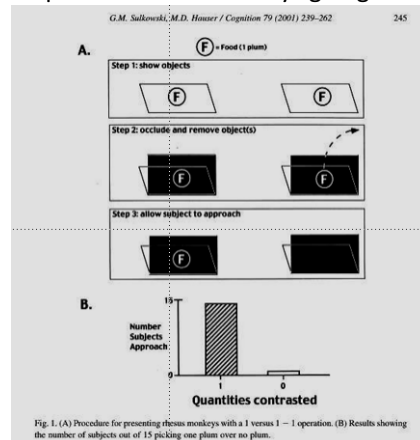 G.M. Sulkowski, M.D. Hauser / Cognition 79 (2001) 239–262 245
A.
F = Food (1 plum)
Step 1: show objects
F F
Step 2: occlude and remove object(s)
F F
Step 3: allow subject to approach
F
B.
Number
Subjects
Approach
0
1 0
Quantities contrasted
Fig. 1. (A) Procedure for presenting rhesus monkeys with a 1 versus 1 − 1 operation. (B) Results showing
the number of subjects out of 15 picking one plum over no plum.